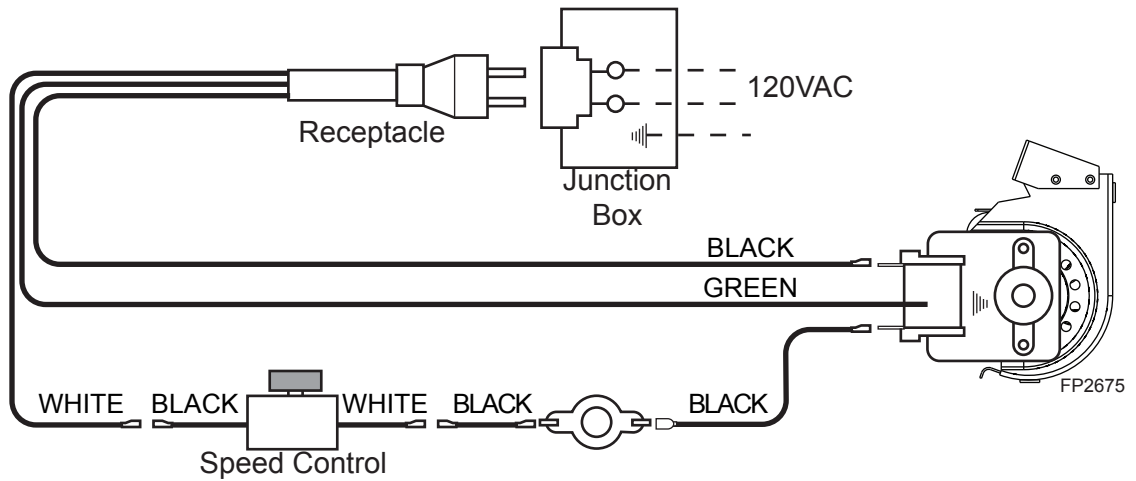 120VAC
Receptacle
Junction
Box
BLACK
GREEN
FP2675
WHITE BLACK WHITE BLACK BLACK
Speed Control